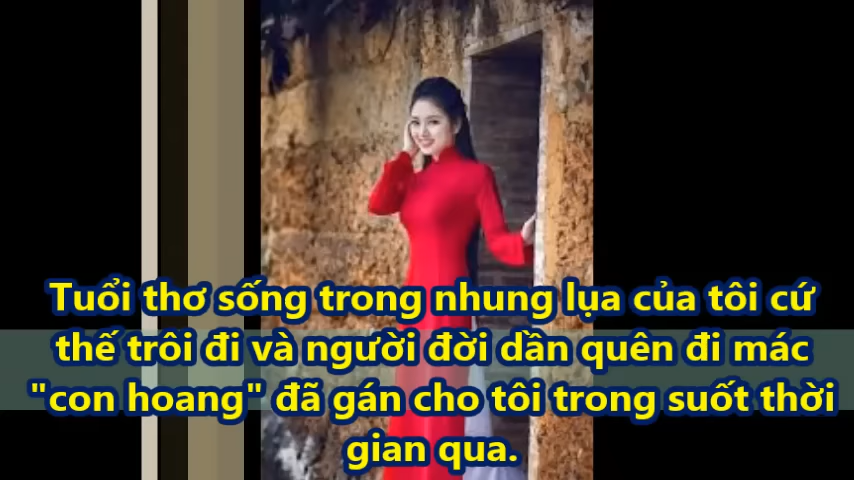 Tuổi thơ sống trong nhung lụa của tôi cứ
thế trôi đi và người đời dần quên đi mác
"con hoang" đã gán cho tôi trong suốt thời
gian qua.